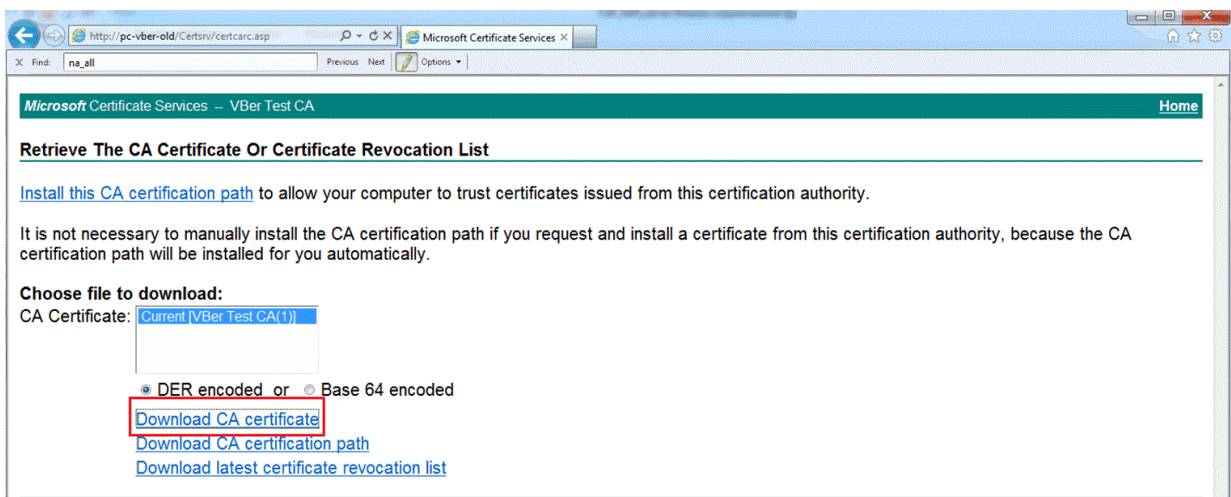 http://pc-vber-old/Certsrv/certcarc.asp
Microsoft Certificate Services
Find: na_all Previous Next Options
Microsoft Certificate Services -- VBer Test CA Home
Retrieve The CA Certificate Or Certificate Revocation List
Install this CA certification path to allow your computer to trust certificates issued from this certification authority.
It is not necessary to manually install the CA certification path if you request and install a certificate from this certification authority, because the CA
certification path will be installed for you automatically.
Choose file to download:
CA Certificate: Current [VBer Test CA(1)]
DER encoded or Base 64 encoded
Download CA certificate
Download CA certification path
Download latest certificate revocation list